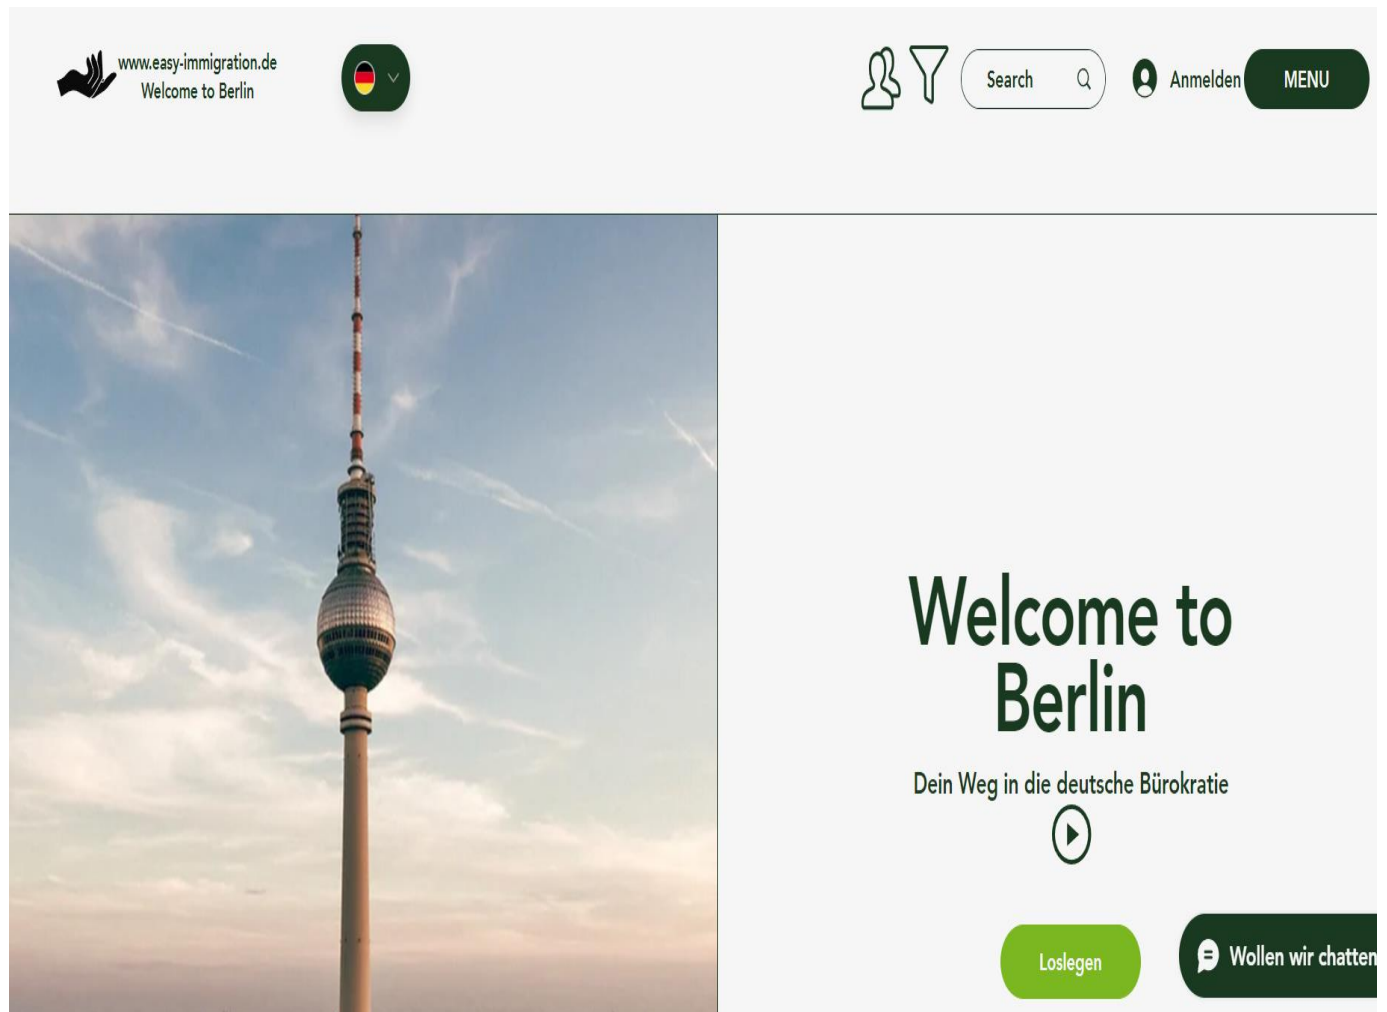 www.easy-immigration.de
Welcome to Berlin
Search
Anmelden
MENU
Welcome to
Berlin
Dein Weg in die deutsche Bürokratie
Loslegen
Wollen wir chatten